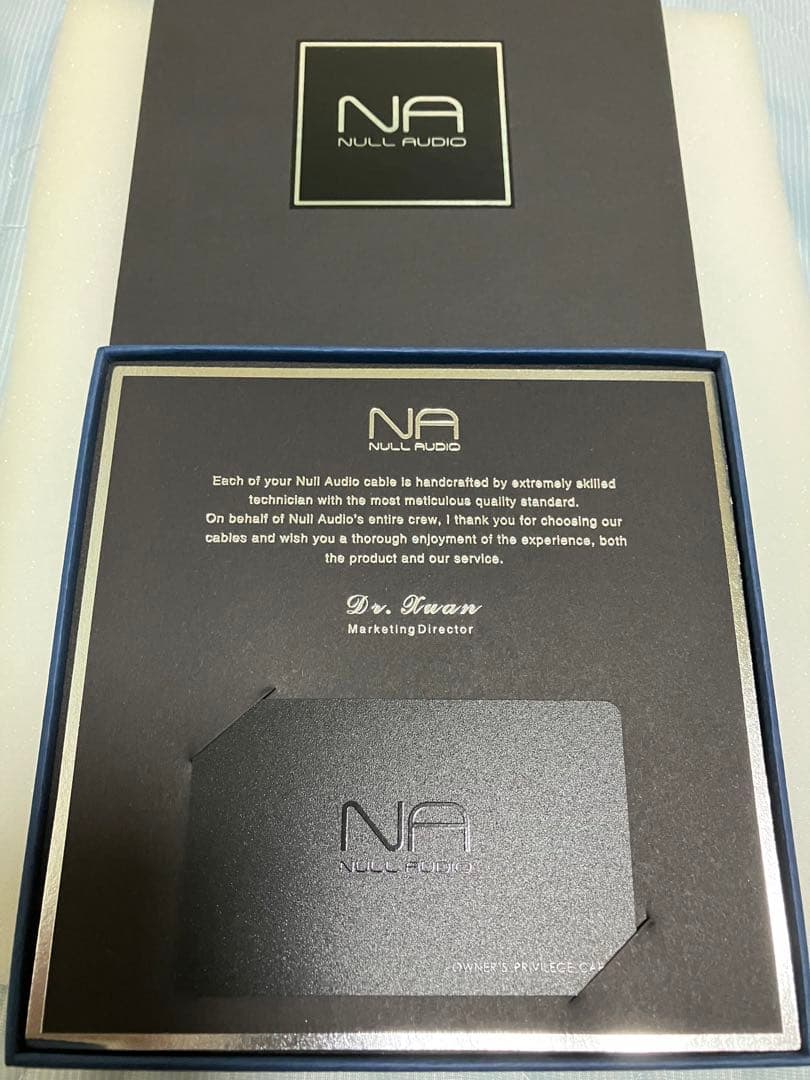 NA
NULL AUDIO
NA
NULL AUDIO
Each of your Null Audio cable is handcrafted by extremely skilled
technician with the most meticulous quality standard.
On behalf of Null Audio's entire crew, I thank you for choosing our
cables and wish you a thorough enjoyment of the experience, both
the product and our service.
Dr. Xuan
MarketingDirector
NA
NULL AUDIO
OWNER'S PRIVILEGE